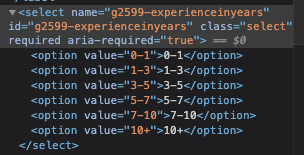 <select name="g2599-experienceinyears"
id="g2599-experienceinyears" class="select"
required aria-required="true"> == $0
<option value="0-1">0-1</option>
<option value="1-3">1-3</option>
<option value="3-5">3-5</option>
<option value="5-7">5-7</option>
<option value="7-10">7-10</option>
<option value="10+">10+</option>
</select>